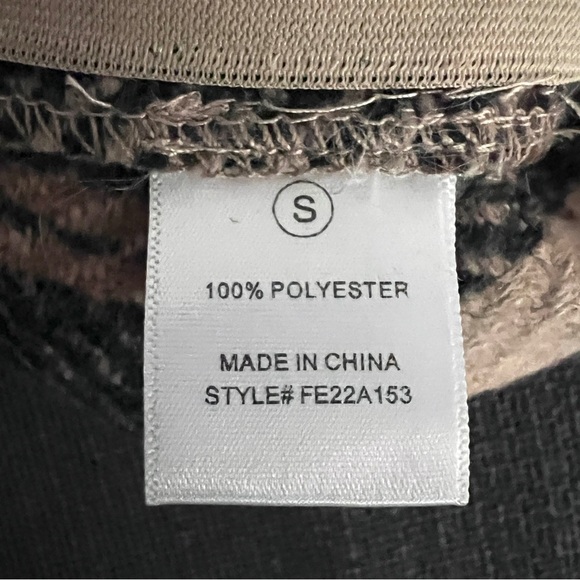 S
100% POLYESTER
MADE IN CHINA
STYLE# FE22A153